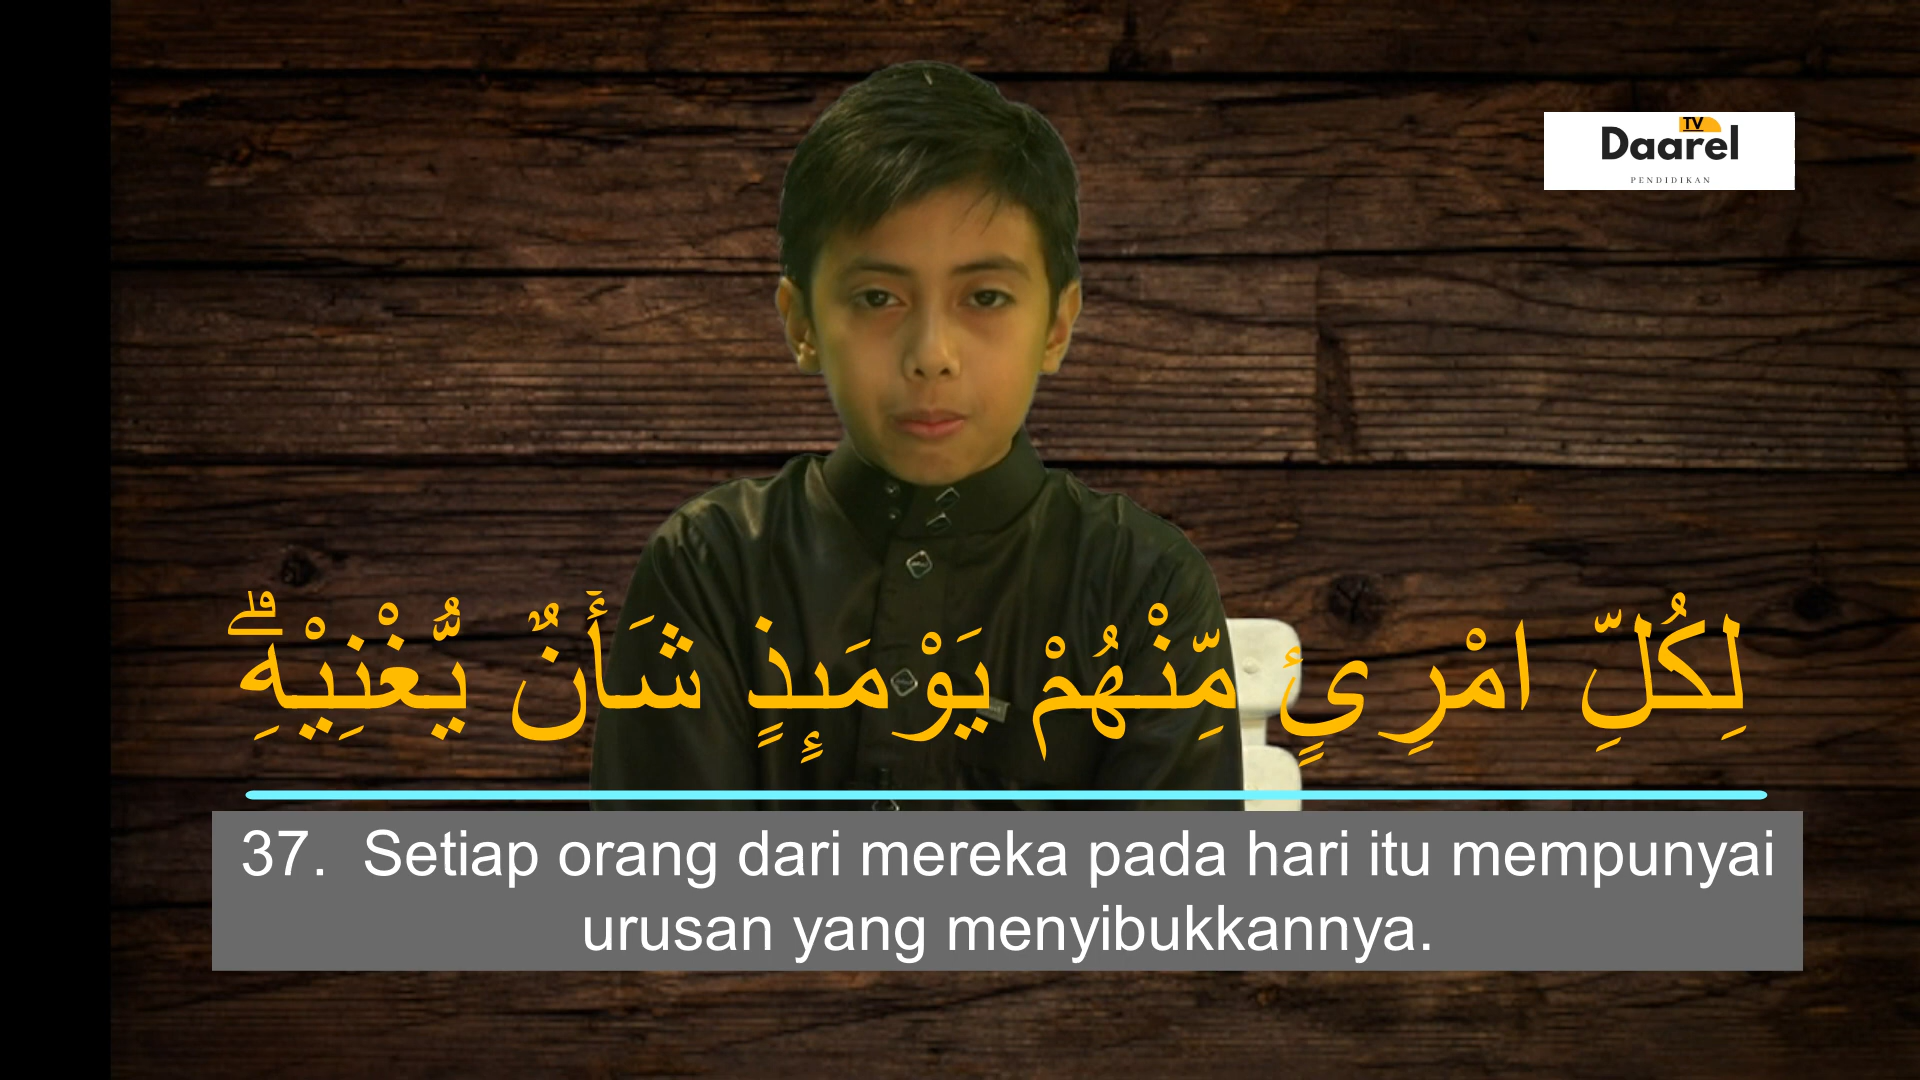 TV
Daarel
PENDIDIKAN
لِكُلِّ امْرِئٍ مِّنْهُمْ يَوْمَىِٕذٍ شَأْنٌ يُّغْنِيْهِۗ
37. Setiap orang dari mereka pada hari itu mempunyai
urusan yang menyibukkannya.